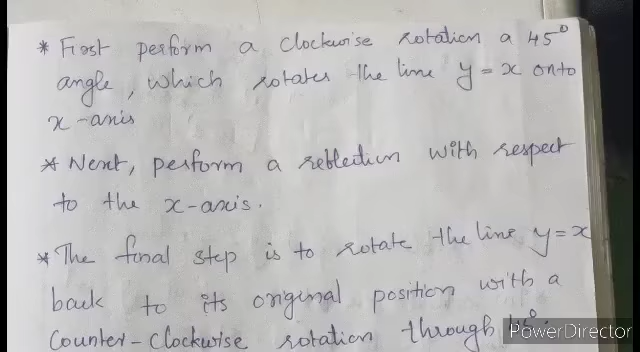 * First perform a clockwise rotation a 45°
angle, which rotates the line y = x onto
x-axis
* Next, perform a reflection with respect
to the x-axis.
* The final step is to rotate the line y = x
back to its original position with a
counter-clockwise rotation through
PowerDirector